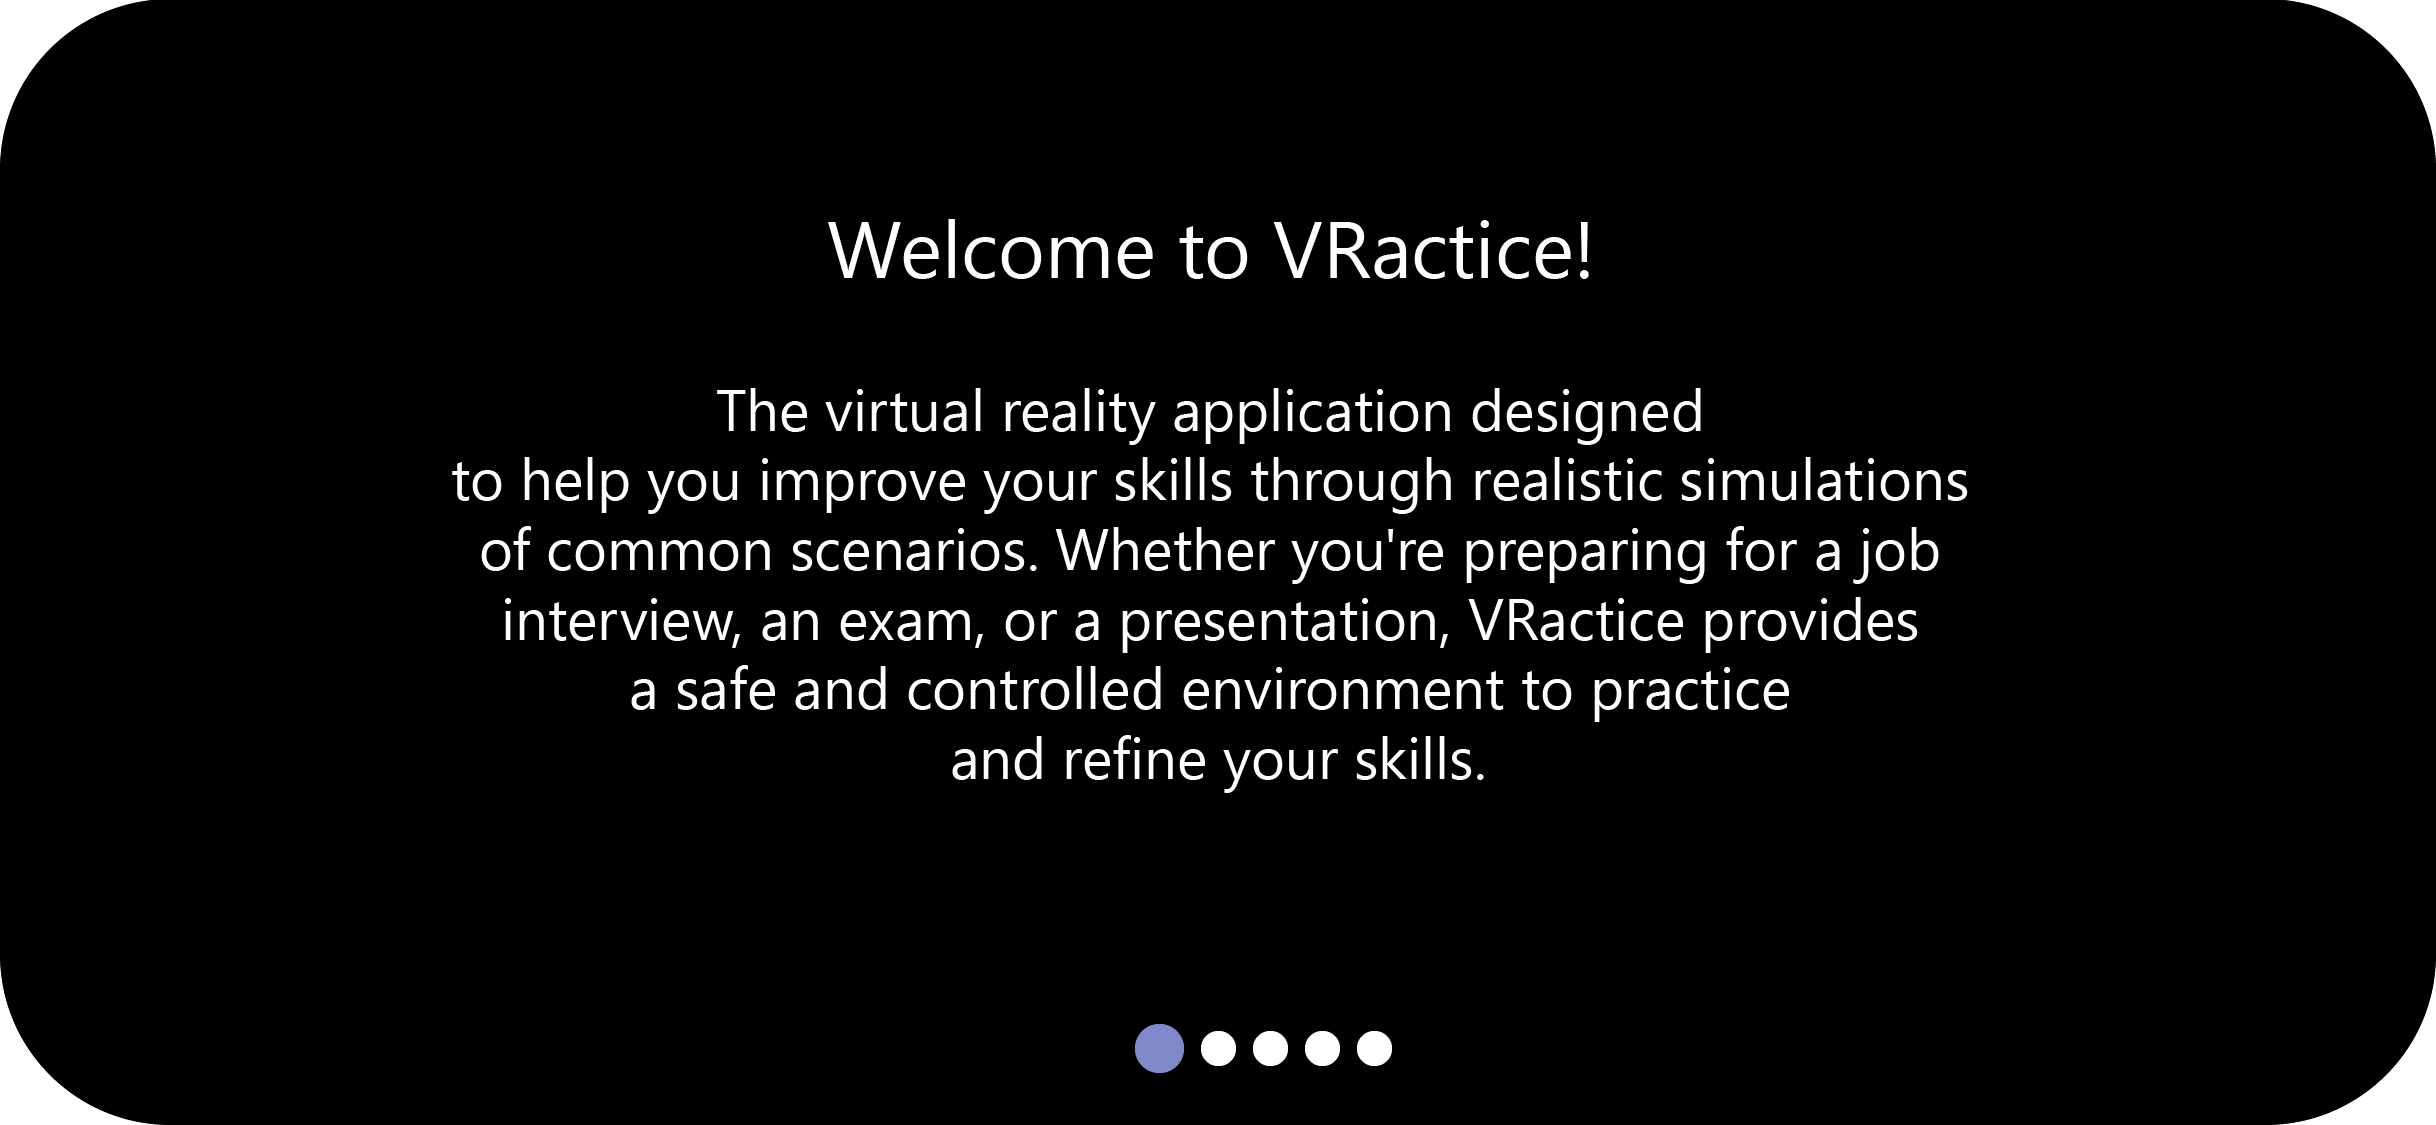 Welcome to VRactice!
The virtual reality application designed
to help you improve your skills through realistic simulations
of common scenarios. Whether you're preparing for a job
interview, an exam, or a presentation, VRactice provides
a safe and controlled environment to practice
and refine your skills.